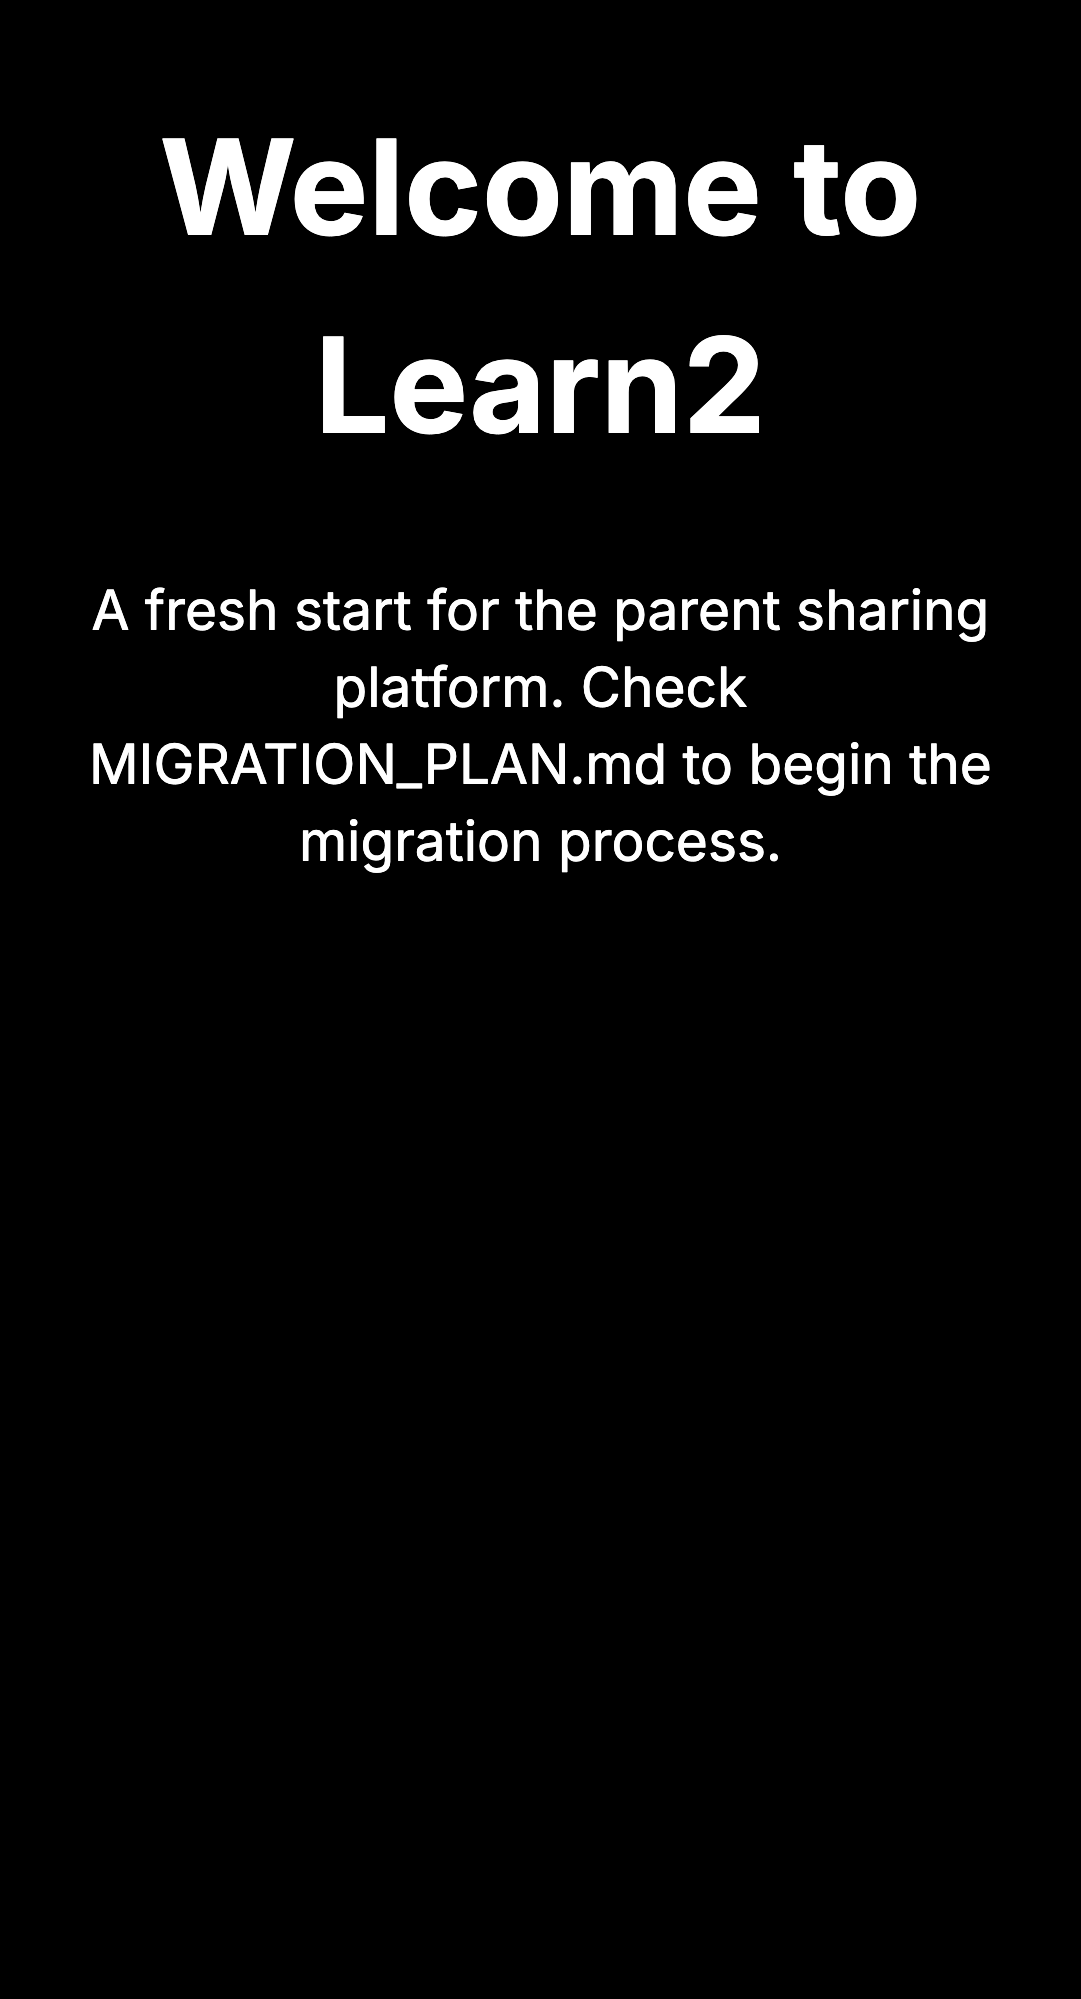 Welcome to
Learn2
A fresh start for the parent sharing
platform. Check
MIGRATION_PLAN.md to begin the
migration process.